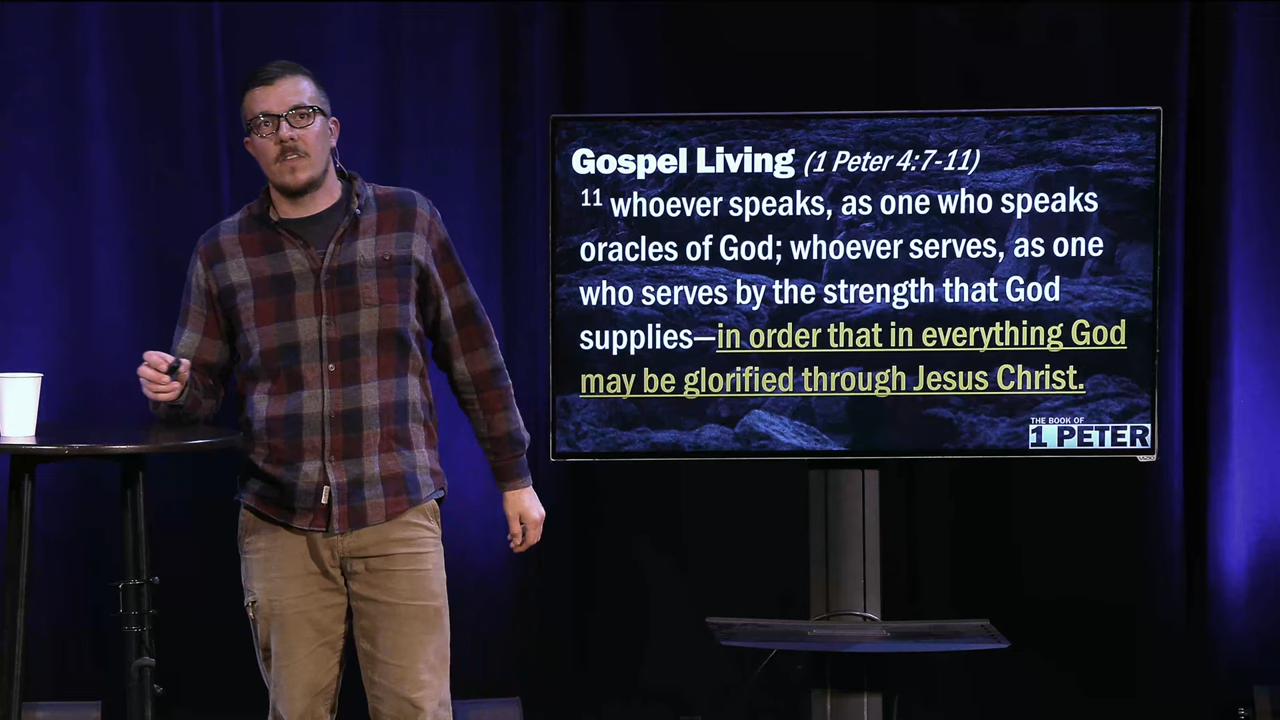 Gospel Living (1 Peter 4:7-11)
11 whoever speaks, as one who speaks
oracles of God; whoever serves, as one
who serves by the strength that God
supplies—in order that in everything God
may be glorified through Jesus Christ.
THE BOOK OF
1 PETER
VIZIO